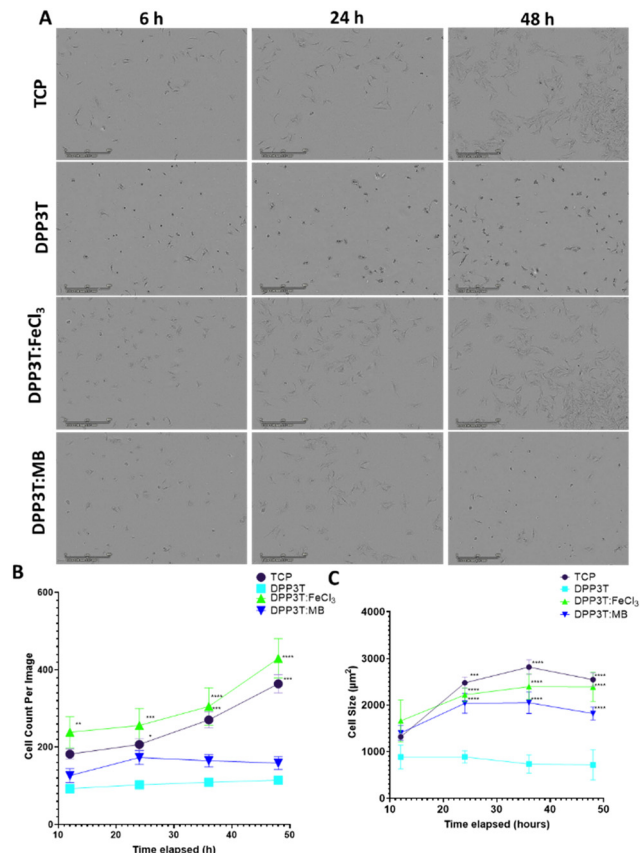 A
6 h 24 h 48 h
TCP
DPP3T
DPP3T:FeCl₃
DPP3T:MB
B
TCP
DPP3T
DPP3T:FeCl₃
DPP3T:MB
Cell Count Per Image
600
400
200
0
10 20 30 40 50
Time elapsed (h)
**
***
*
****
***
****
***
C
TCP
DPP3T
DPP3T:FeCl₃
DPP3T:MB
Cell Size (µm²)
4000
3000
2000
1000
0
10 20 30 40 50
Time elapsed (hours)
***
****
****
****
****
****
****
****
****